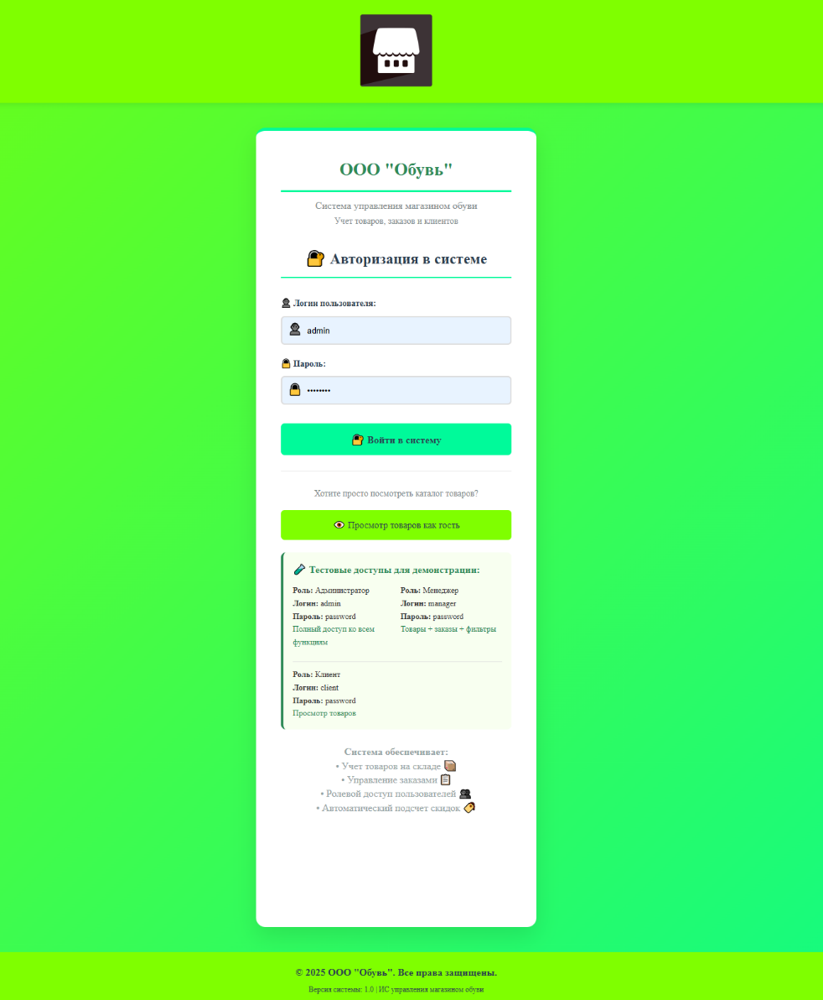 ООО "Обувь"
Система управления магазином обуви
Учет товаров, заказов и клиентов
🔐 Авторизация в системе
👤 Логин пользователя:
👤 admin
🔒 Пароль:
🔒 ••••••••
🔐 Войти в систему
Хотите просто посмотреть каталог товаров?
👁 Просмотр товаров как гость
🧪 Тестовые доступы для демонстрации:
Роль: Администратор
Логин: admin
Пароль: password
Полный доступ ко всем
функциям
Роль: Менеджер
Логин: manager
Пароль: password
Товары + заказы + фильтры
Роль: Клиент
Логин: client
Пароль: password
Просмотр товаров
Система обеспечивает:
• Учет товаров на складе 📦
• Управление заказами 📋
• Ролевой доступ пользователей 👥
• Автоматический подсчет скидок 🏷
© 2025 ООО "Обувь". Все права защищены.
Версия системы: 1.0 | ИС управления магазином обуви